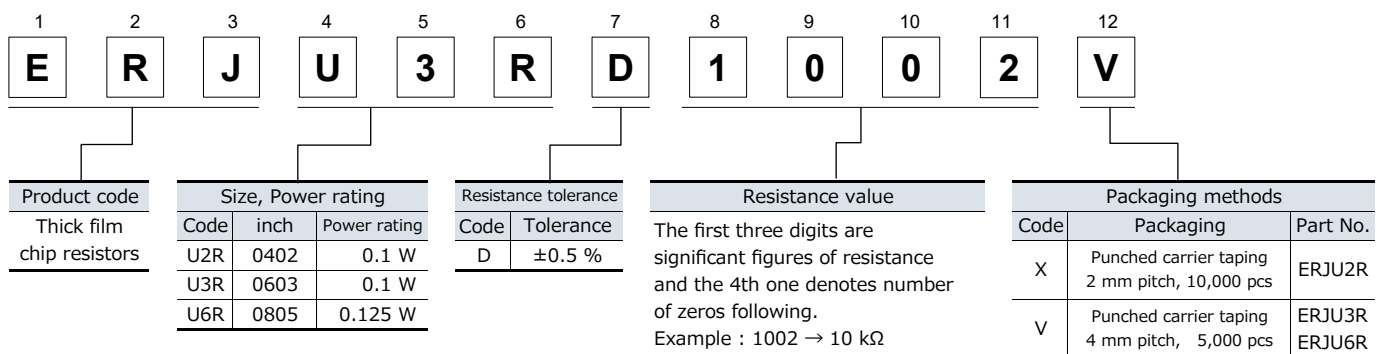 1 2 3 4 5 6 7 8 9 10 11 12
E R J U 3 R D 1 0 0 2 V
Product code
Thick film
chip resistors
Size, Power rating
Code inch Power rating
U2R 0402 0.1 W
U3R 0603 0.1 W
U6R 0805 0.125 W
Resistance tolerance
Code Tolerance
D ±0.5 %
Resistance value
The first three digits are
significant figures of resistance
and the 4th one denotes number
of zeros following.
Example : 1002 → 10 kΩ
Packaging methods
Code Packaging Part No.
X Punched carrier taping
2 mm pitch, 10,000 pcs ERJU2R
V Punched carrier taping ERJU3R
4 mm pitch, 5,000 pcs ERJU6R